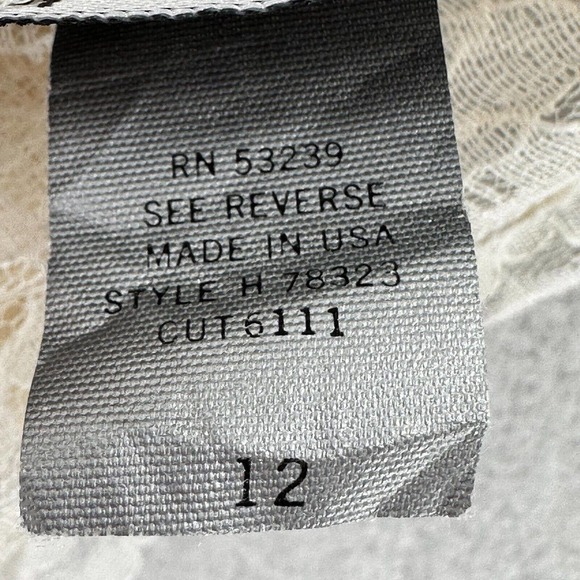 RN 53239
SEE REVERSE
MADE IN USA
STYLE H 78323
CUT6111
12